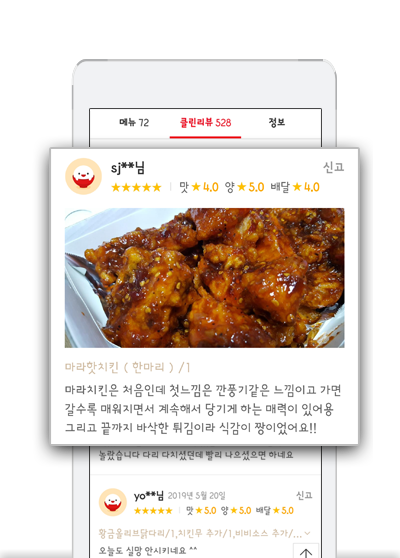 메뉴 72 클린리뷰 528 정보
sj**님 신고
★★★★★ 맛★4.0 양★5.0 배달★4.0
마라핫치킨 ( 한마리 ) /1
마라치킨은 처음인데 첫느낌은 깐풍기같은 느낌이고 가면
갈수록 매워지면서 계속해서 당기게 하는 매력이 있어용
그리고 끝까지 바삭한 튀김이라 식감이 짱이었어요!!
놀랐습니다 다리 다치셨던데 빨리 나으셨으면 하네요
yo**님 2019년 5월 20일 신고
★★★★★ 맛★5.0 양★5.0 배달★5.0
황금올리브닭다리/1,치킨무 추가/1,비비소스 추가/...
오늘도 실망 안시키네요 ^^